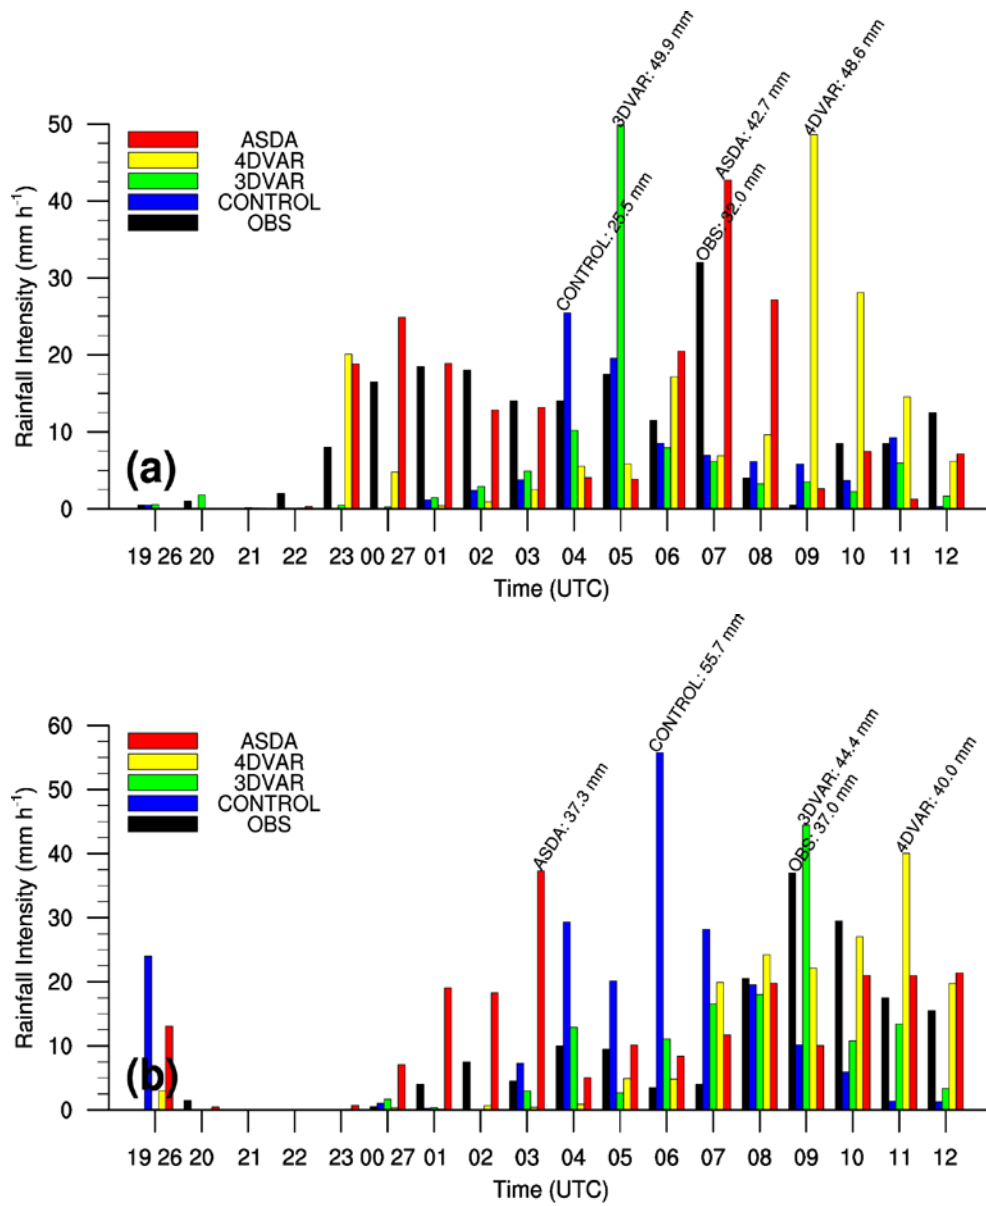 3DVAR: 49.9 mm
4DVAR: 48.6 mm
ASDA: 42.7 mm
OBS: 32.0 mm
CONTROL: 25.5 mm
ASDA
4DVAR
3DVAR
CONTROL
OBS
50
40
30
20
10
0
Rainfall Intensity (mm h-1)
(a)
19 26 20 21 22 23 00 27 01 02 03 04 05 06 07 08 09 10 11 12
Time (UTC)
CONTROL: 55.7 mm
3DVAR: 44.4 mm
4DVAR: 40.0 mm
ASDA: 37.3 mm
OBS: 37.0 mm
ASDA
4DVAR
3DVAR
CONTROL
OBS
60
50
40
30
20
10
0
Rainfall Intensity (mm h-1)
(b)
19 26 20 21 22 23 00 27 01 02 03 04 05 06 07 08 09 10 11 12
Time (UTC)